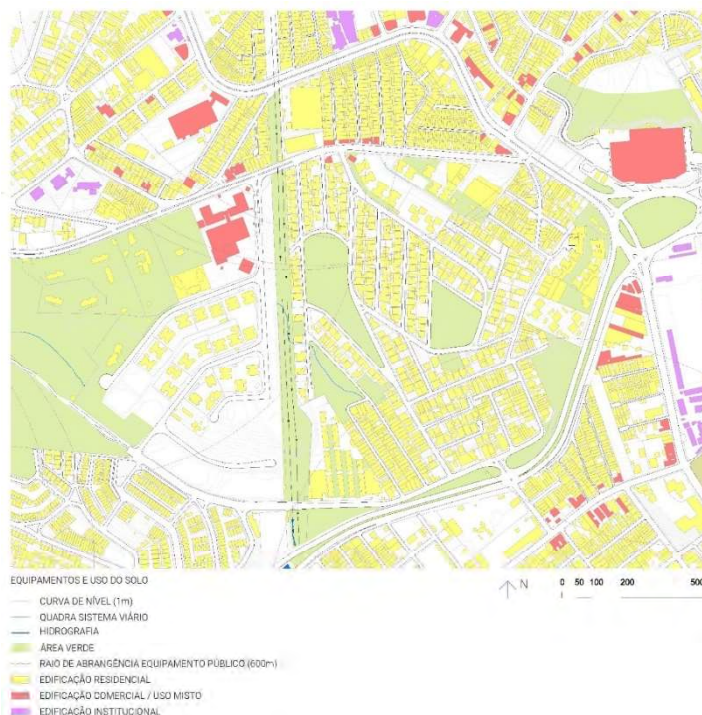 EQUIPAMENTOS E USO DO SOLO
N
0 50 100 200 500
CURVA DE NÍVEL (1m)
QUADRA SISTEMA VIÁRIO
HIDROGRAFIA
ÁREA VERDE
RAIO DE ABRANGÊNCIA EQUIPAMENTO PÚBLICO (600m)
EDIFICAÇÃO RESIDENCIAL
EDIFICAÇÃO COMERCIAL / USO MISTO
EDIFICAÇÃO INSTITUCIONAL